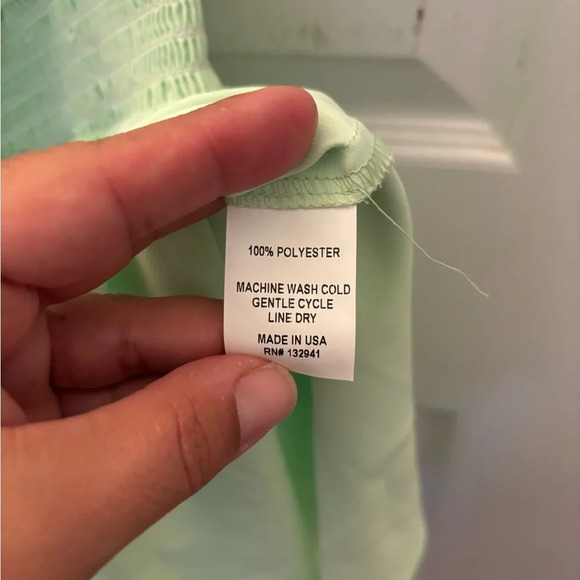 100% POLYESTER
MACHINE WASH COLD
GENTLE CYCLE
LINE DRY
MADE IN USA
RN# 132941